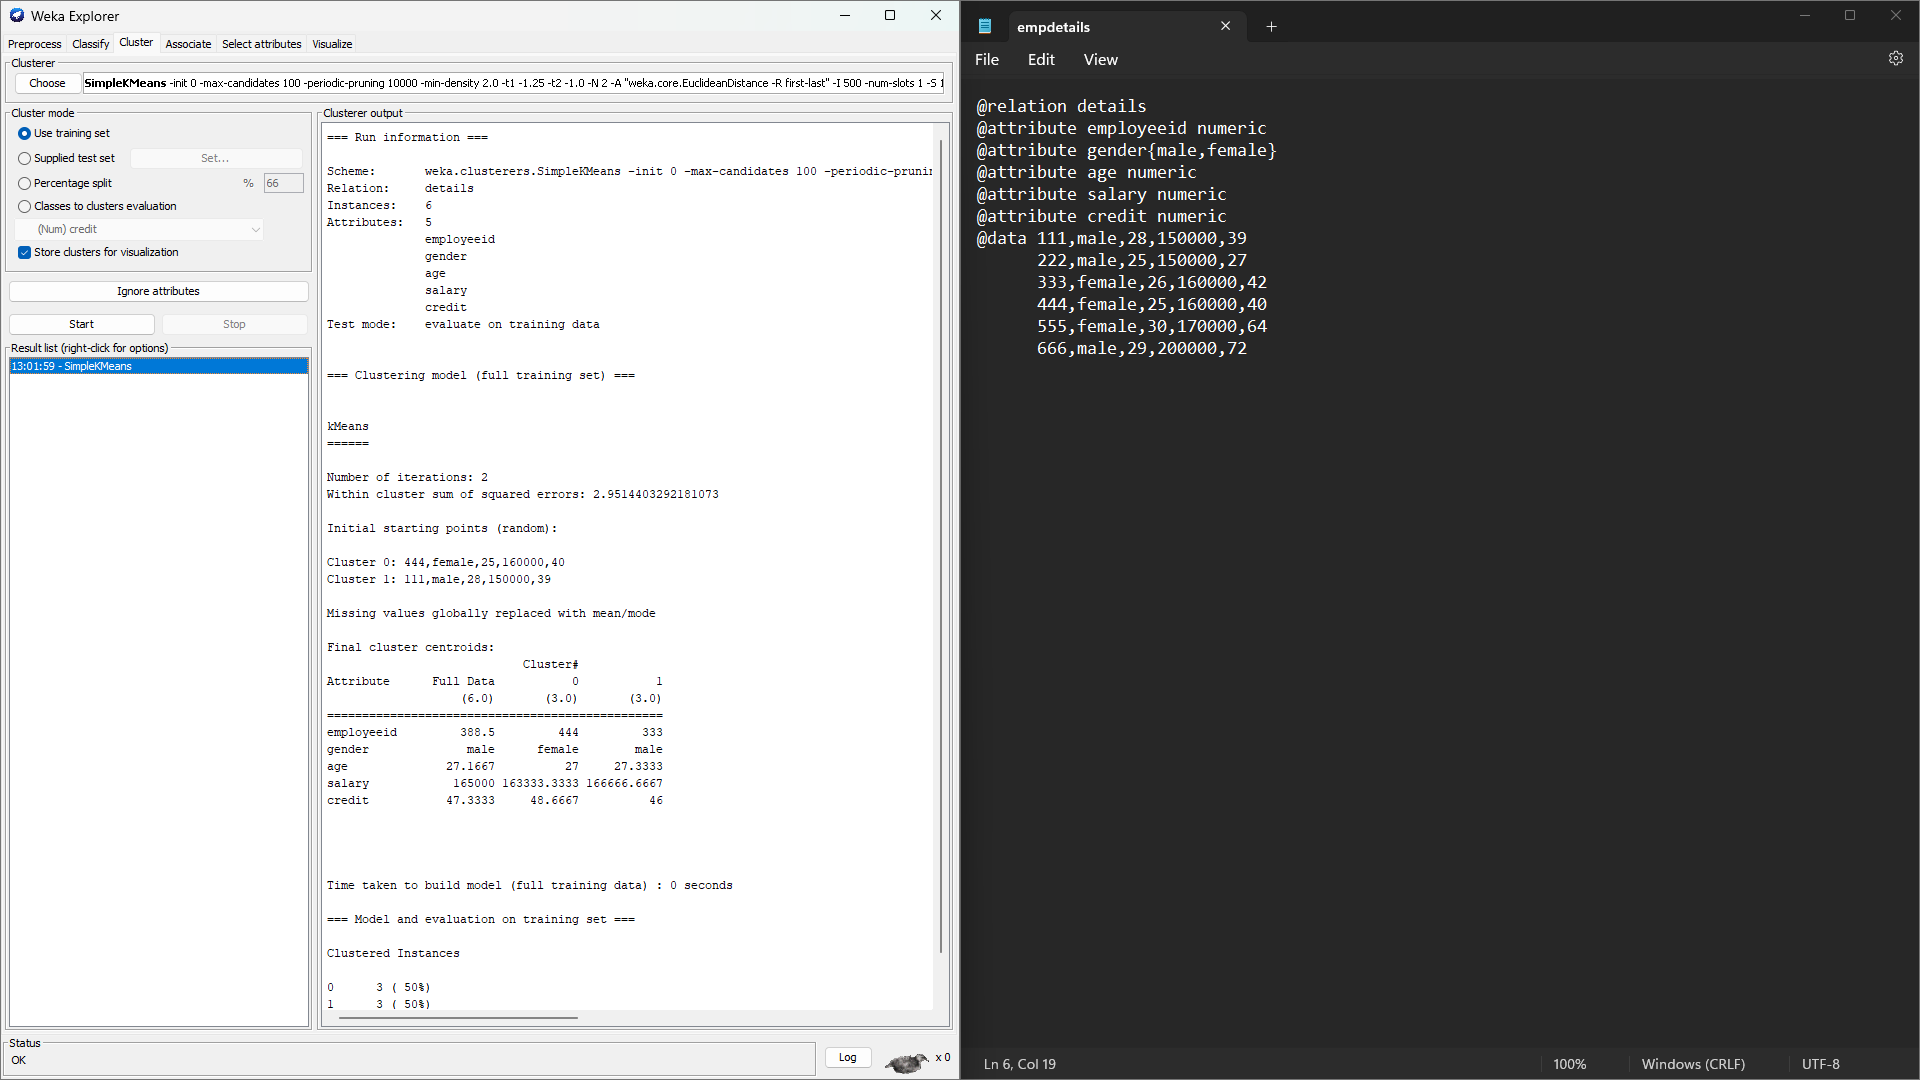 Weka Explorer
Preprocess Classify Cluster Associate Select attributes Visualize
Clusterer
Choose SimpleKMeans -init 0 -max-candidates 100 -periodic-pruning 10000 -min-density 2.0 -t1 -1.25 -t2 -1.0 -N 2 -A "weka.core.EuclideanDistance -R first-last" -I 500 -num-slots 1 -S 1
Cluster mode
Use training set
Supplied test set Set...
Percentage split % 66
Classes to clusters evaluation
(Num) credit
Store clusters for visualization
Ignore attributes
Start Stop
Result list (right-click for options)
13:01:59 - SimpleKMeans
Clusterer output
=== Run information ===
Scheme: weka.clusterers.SimpleKMeans -init 0 -max-candidates 100 -periodic-prunin
Relation: details
Instances: 6
Attributes: 5
employeeid
gender
age
salary
credit
Test mode: evaluate on training data
=== Clustering model (full training set) ===
kMeans
======
Number of iterations: 2
Within cluster sum of squared errors: 2.9514403292181073
Initial starting points (random):
Cluster 0: 444,female,25,160000,40
Cluster 1: 111,male,28,150000,39
Missing values globally replaced with mean/mode
Final cluster centroids:
Cluster#
Attribute Full Data 0 1
(6.0) (3.0) (3.0)
================================================
employeeid 388.5 444 333
gender male female male
age 27.1667 27 27.3333
salary 165000 163333.3333 166666.6667
credit 47.3333 48.6667 46
Time taken to build model (full training data) : 0 seconds
=== Model and evaluation on training set ===
Clustered Instances
0 3 ( 50%)
1 3 ( 50%)
Status
OK
Log x 0
empdetails
File Edit View
@relation details
@attribute employeeid numeric
@attribute gender{male,female}
@attribute age numeric
@attribute salary numeric
@attribute credit numeric
@data 111,male,28,150000,39
222,male,25,150000,27
333,female,26,160000,42
444,female,25,160000,40
555,female,30,170000,64
666,male,29,200000,72
Ln 6, Col 19 100% Windows (CRLF) UTF-8